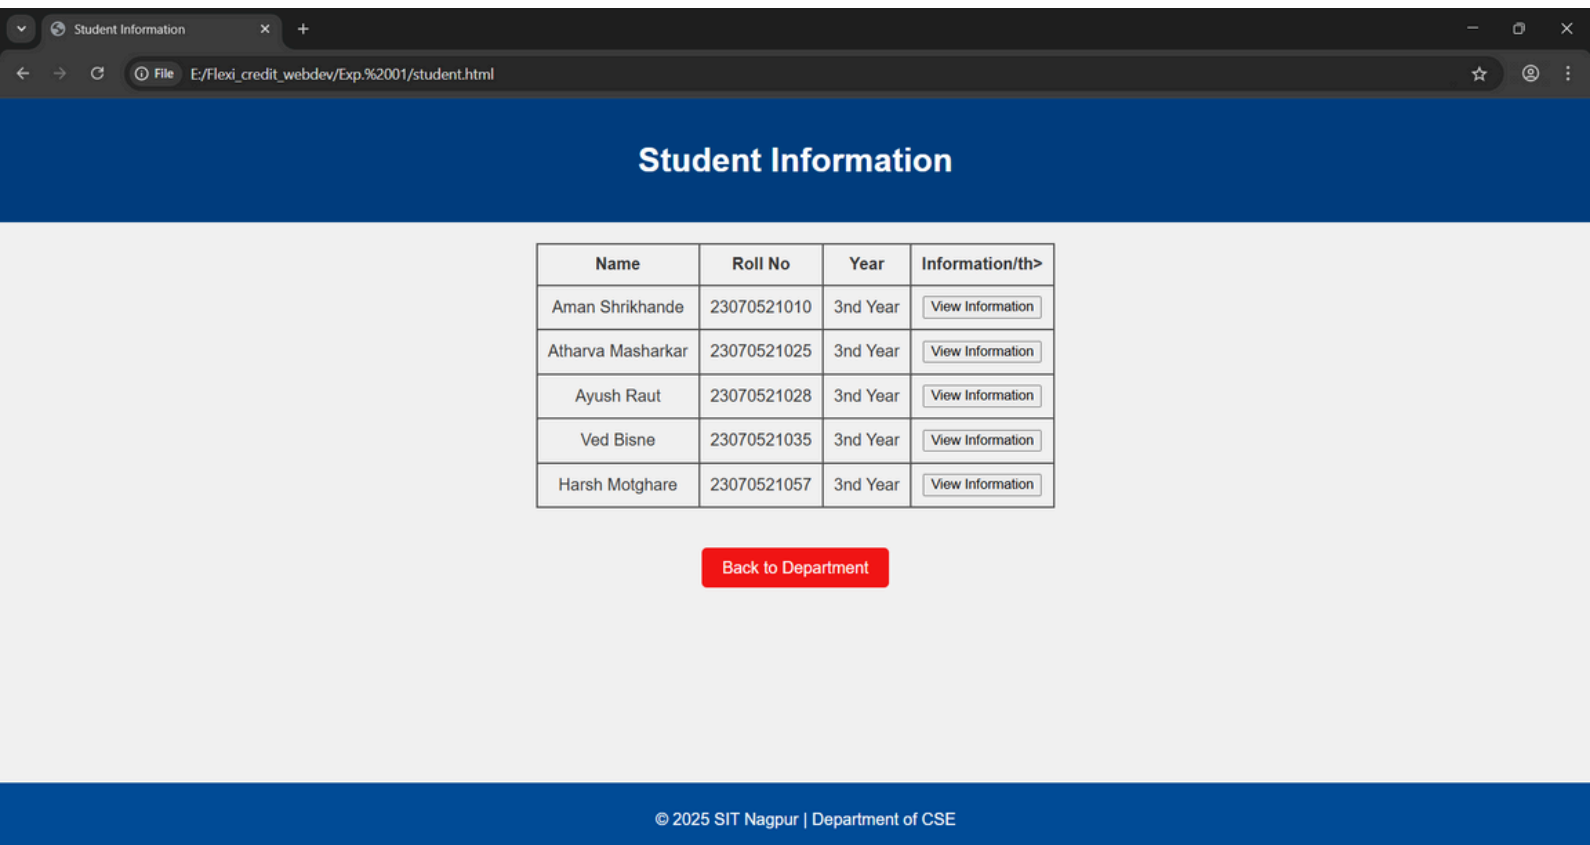 Student Information
File E:/Flexi_credit_webdev/Exp.%2001/student.html
Student Information
Name Roll No Year Information/th>
Aman Shrikhande 23070521010 3nd Year View Information
Atharva Masharkar 23070521025 3nd Year View Information
Ayush Raut 23070521028 3nd Year View Information
Ved Bisne 23070521035 3nd Year View Information
Harsh Motghare 23070521057 3nd Year View Information
Back to Department
© 2025 SIT Nagpur | Department of CSE